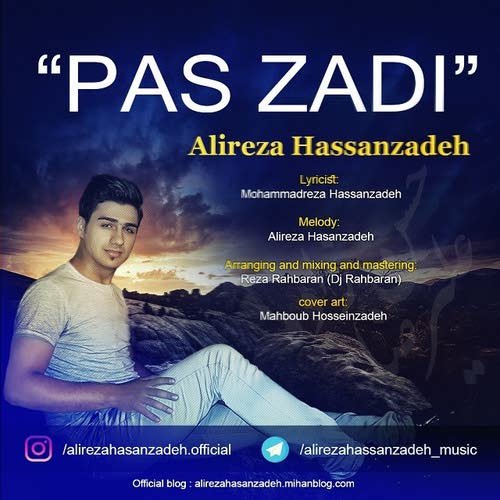 “PAS ZADI”
Alireza Hassanzadeh
Lyricist:
Mohammadreza Hassanzadeh
Melody:
Alireza Hasanzadeh
Arranging and mixing and mastering:
Reza Rahbaran (Dj Rahbaran)
cover art:
Mahboub Hosseinzadeh
/alirezahasanzadeh.official
/alirezahassanzadeh_music
Official blog : alirezahasanzadeh.mihanblog.com